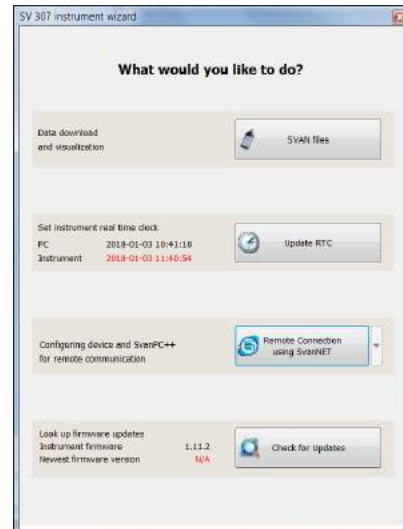 SV 307 instrument wizard
What would you like to do?
Data download
and visualization
SVAN files
Set instrument real time clock
PC 2018-01-03 10:41:18
Instrument 2018-01-03 11:40:54
Update RTC
Configuring device and SvanPC++
for remote communication
Remote Connection
using SvanNET
Look up firmware updates
Instrument firmware 1.11.2
Newest firmware version N/A
Check for Updates